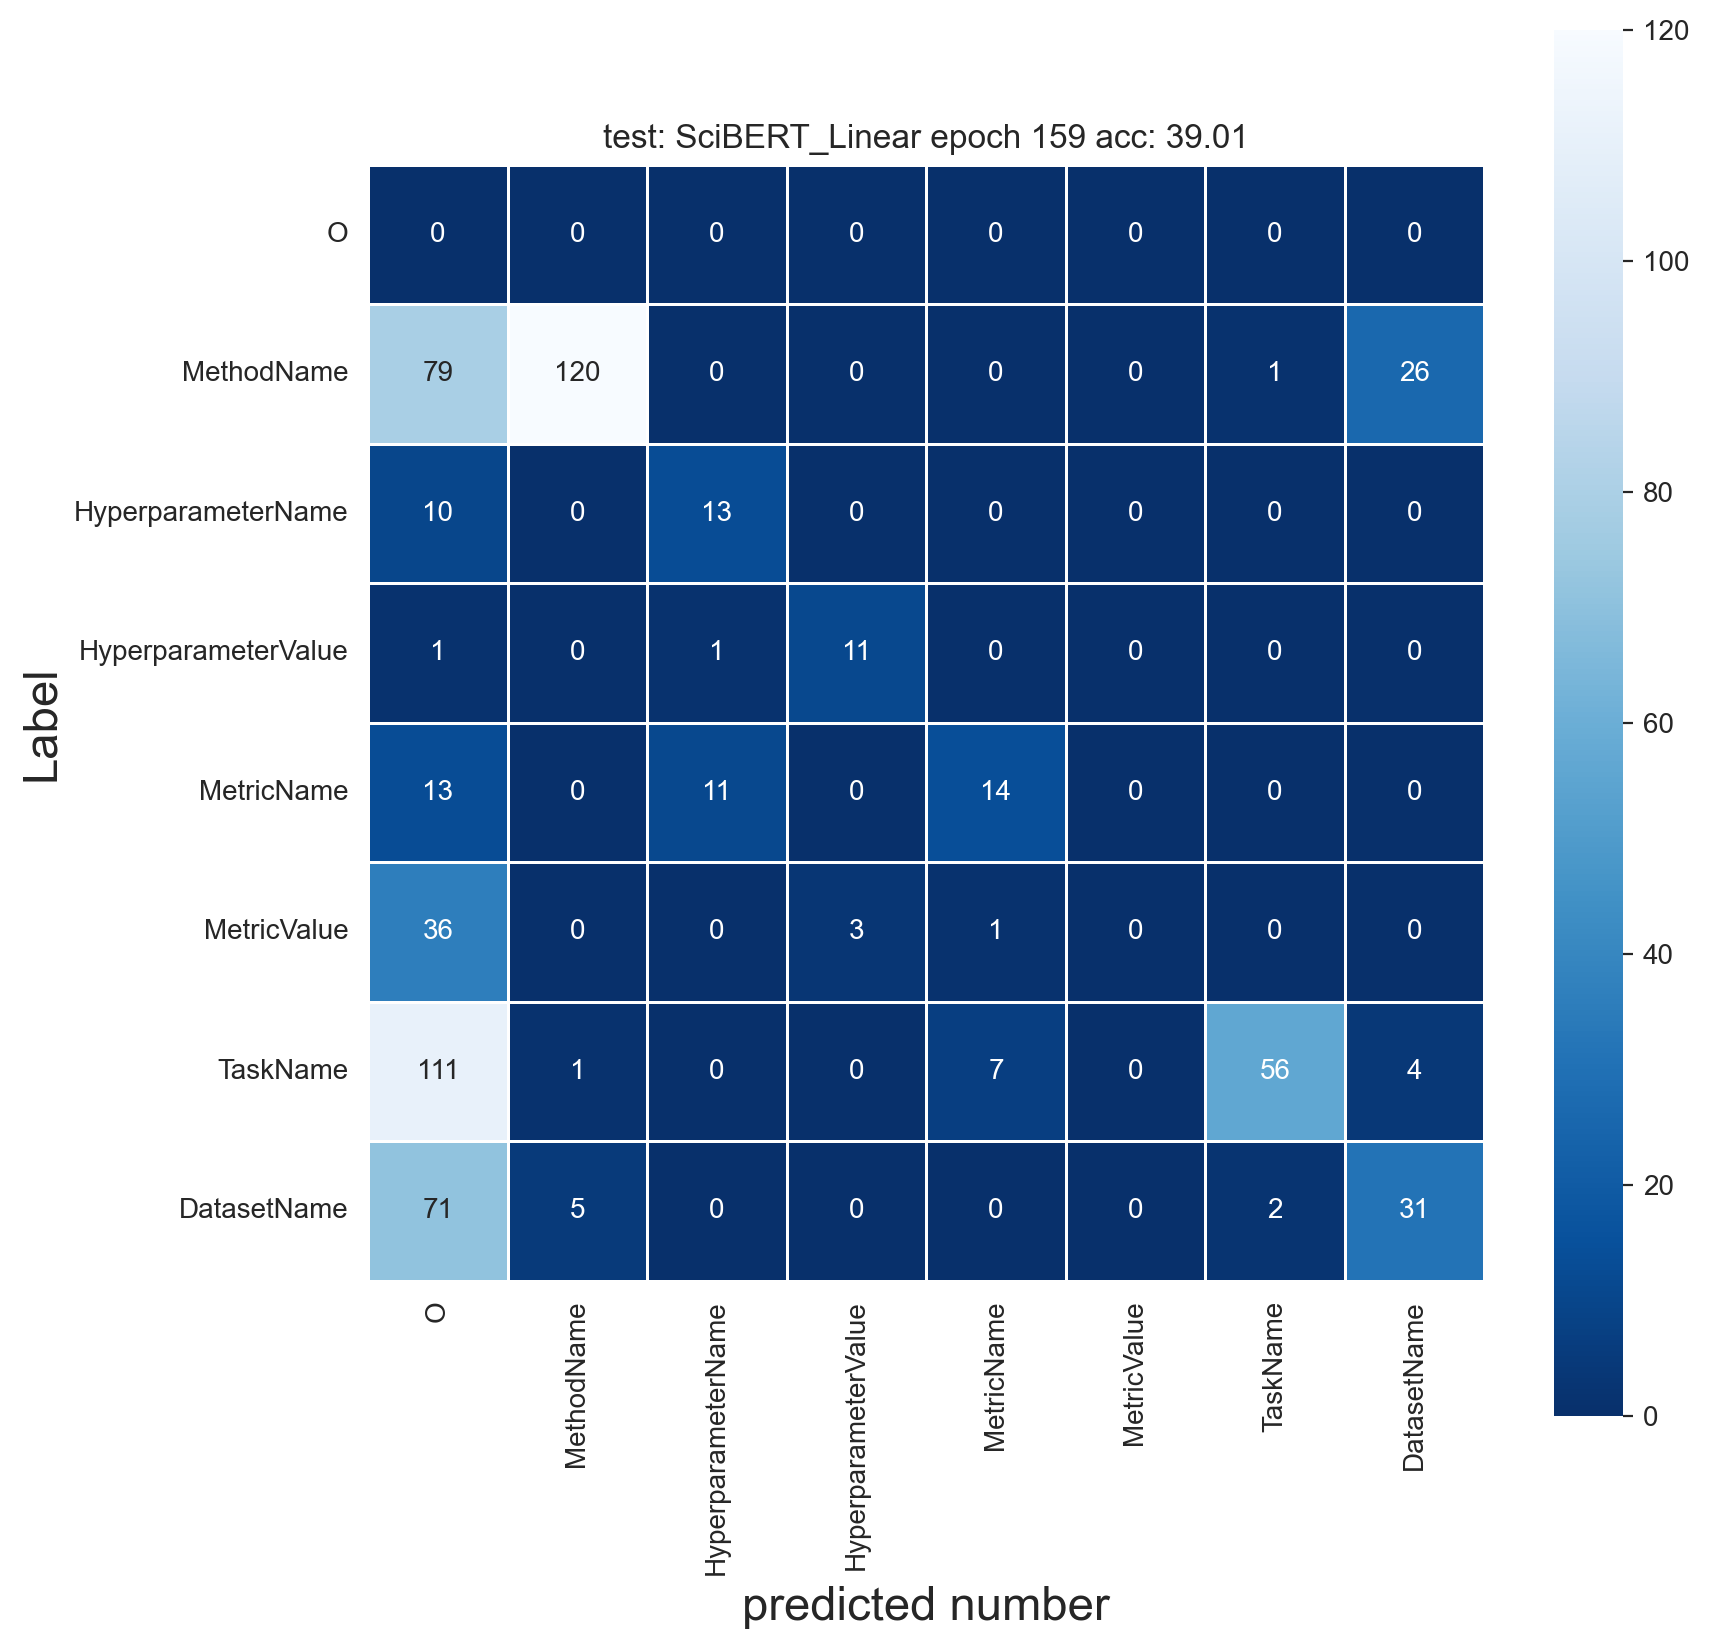 test: SciBERT_Linear epoch 159 acc: 39.01
O 0 0 0 0 0 0 0 0
MethodName 79 120 0 0 0 0 1 26
HyperparameterName 10 0 13 0 0 0 0 0
HyperparameterValue 1 0 1 11 0 0 0 0
MetricName 13 0 11 0 14 0 0 0
MetricValue 36 0 0 3 1 0 0 0
TaskName 111 1 0 0 7 0 56 4
DatasetName 71 5 0 0 0 0 2 31
Label
O
MethodName
HyperparameterName
HyperparameterValue
MetricName
MetricValue
TaskName
DatasetName
predicted number
120
100
80
60
40
20
0